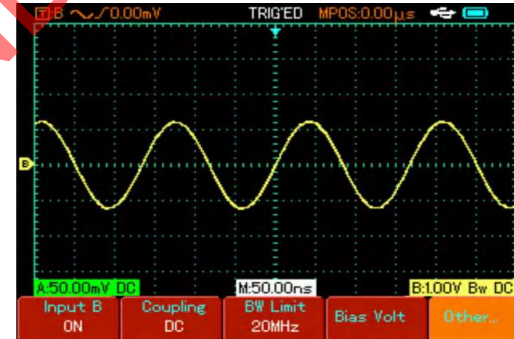 T:B 0.00mV TRIG'ED MPOS:0.00μs
B
A:50.00mV DC M:50.00ns B:1.00V Bw DC
Input B Coupling BW Limit Bias Volt Other...
ON DC 20MHz